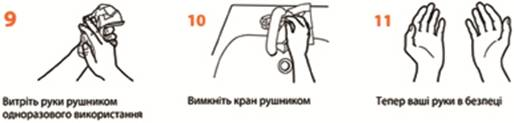 9
10
11
Витріть руки рушником
одноразового використання
Вимкніть кран рушником
Тепер ваші руки в безпеці